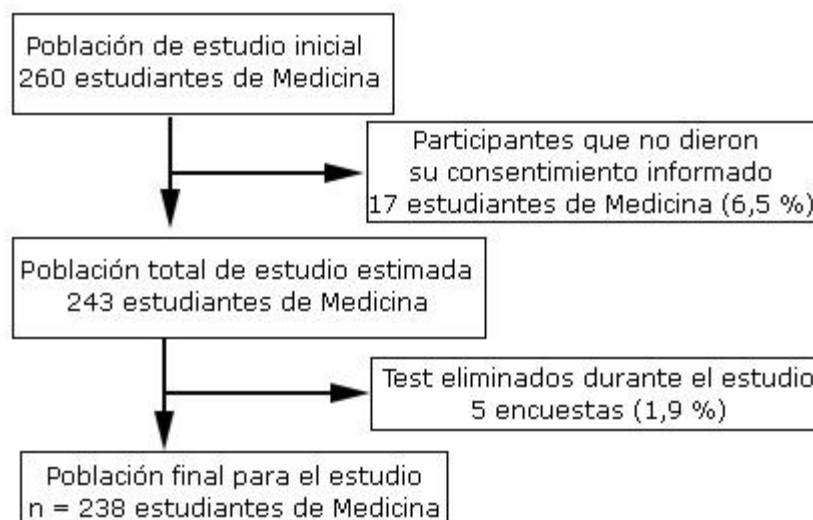 Población de estudio inicial
260 estudiantes de Medicina
Participantes que no dieron
su consentimiento informado
17 estudiantes de Medicina (6,5 %)
Población total de estudio estimada
243 estudiantes de Medicina
Test eliminados durante el estudio
5 encuestas (1,9 %)
Población final para el estudio
n = 238 estudiantes de Medicina